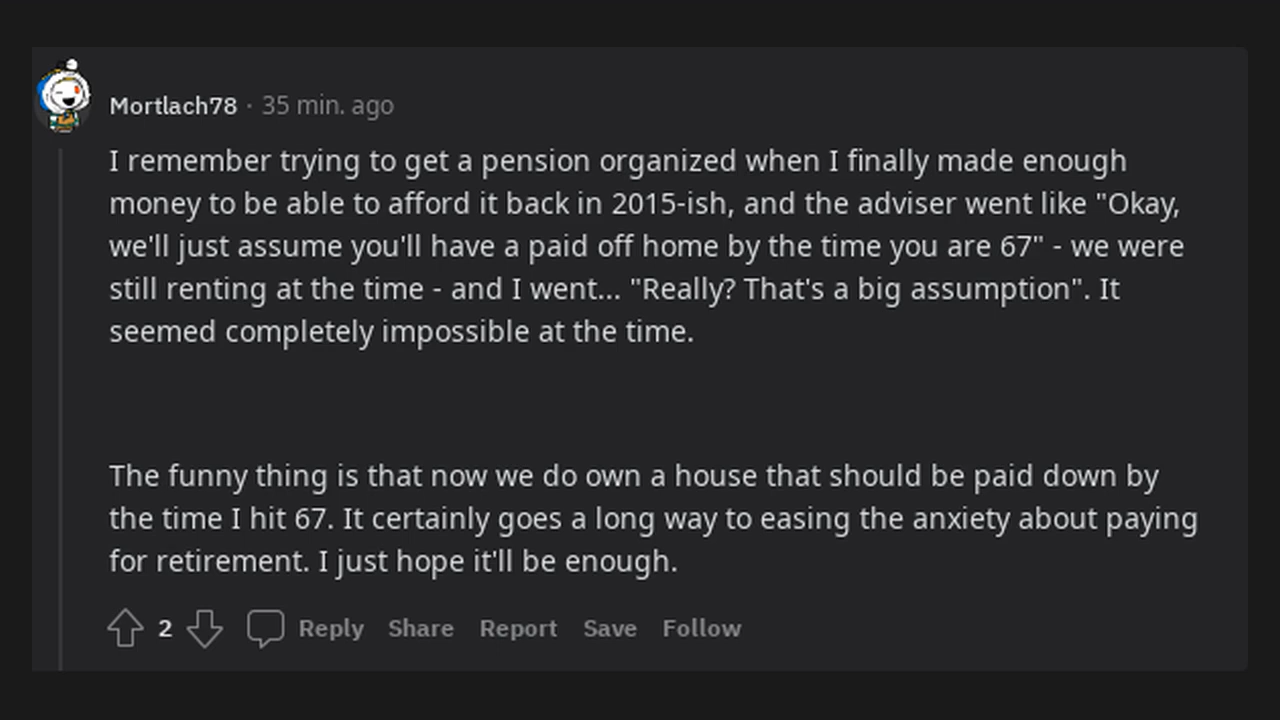 Mortlach78 · 35 min. ago
I remember trying to get a pension organized when I finally made enough
money to be able to afford it back in 2015-ish, and the adviser went like "Okay,
we'll just assume you'll have a paid off home by the time you are 67" - we were
still renting at the time - and I went... "Really? That's a big assumption". It
seemed completely impossible at the time.
The funny thing is that now we do own a house that should be paid down by
the time I hit 67. It certainly goes a long way to easing the anxiety about paying
for retirement. I just hope it'll be enough.
2 Reply Share Report Save Follow